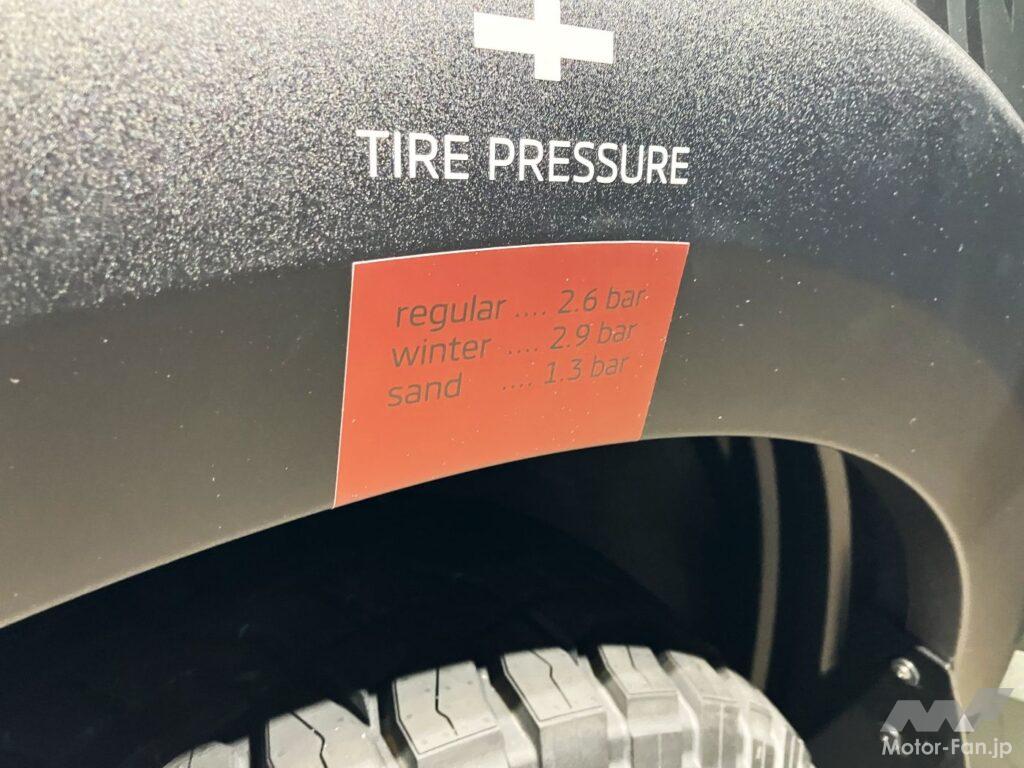 TIRE PRESSURE
regular .... 2.6 bar
winter .... 2.9 bar
sand .... 1.3 bar
Motor-Fan.jp